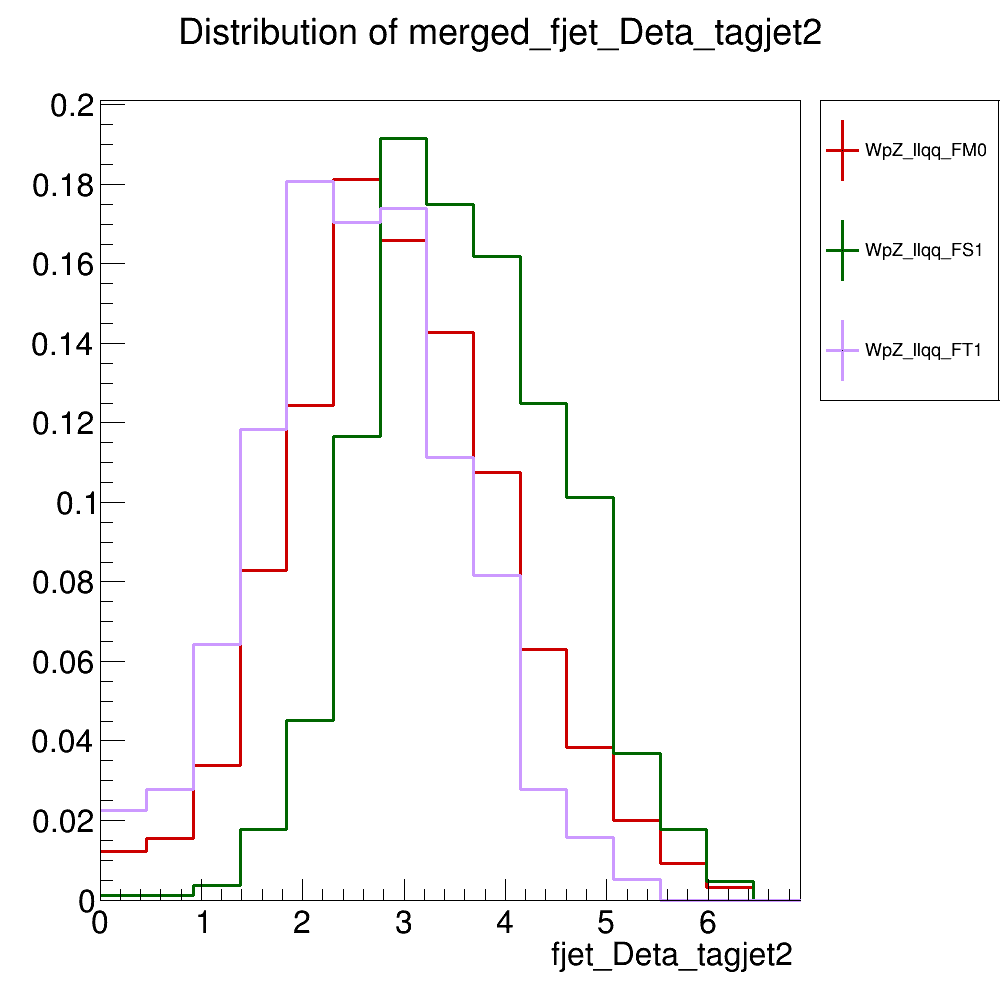 Distribution of merged_fjet_Deta_tagjet2
0.2
0.18
0.16
0.14
0.12
0.1
0.08
0.06
0.04
0.02
0
0 1 2 3 4 5 6
fjet_Deta_tagjet2
WpZ_llqq_FM0
WpZ_llqq_FS1
WpZ_llqq_FT1